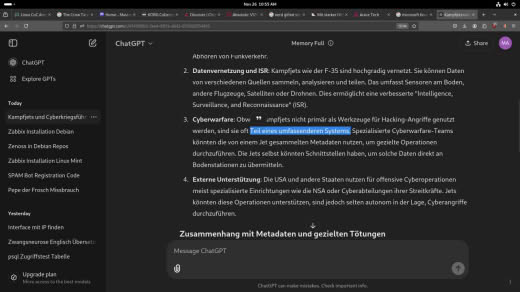 Nov 26 10:55 AM
ChatGPT
Memory Full
Share
MA
ChatGPT
Explore GPTs
Today
Kampfjets und Cyberkriegsführ
Zabbix Installation Debian
Zenoss in Debian Notes
Zabbix Installation Debian
SPAM Bot Registration Code
Pepe der Frosch Missbrauch
Yesterday
Interface mit IP finden
Zwangsneurose Englisch Überset
psql Zugriffstest Tabelle
Upgrade plan
More access to the best models
Abhören von Funkverkehr.
2. Datenvernetzung und ISR: Kampfjets wie der F-35 sind hochgradig vernetzt. Sie können Daten
von verschiedenen Quellen sammeln, analysieren und teilen. Das umfasst Sensoren am Boden,
andere Flugzeuge, Satelliten oder Drohnen. Dies ermöglicht eine verbesserte "Intelligence,
Surveillance, and Reconnaissance" (ISR).
3. Cyberwarfare: Obw mpfjets nicht primär als Werkzeuge für Hacking-Angriffe genutzt
werden, sind sie oft Teil eines umfassenderen Systems. Spezialisierte Cyberwarfare-Teams
könnten die von einem Jet gesammelten Metadaten nutzen, um gezielte Operationen
durchzuführen. Die Jets selbst könnten Schnittstellen haben, um solche Daten direkt an
Bodenstationen zu übermitteln.
4. Externe Unterstützung: Die USA und andere Staaten nutzen für offensive Cyberoperationen
meist spezialisierte Einrichtungen wie die NSA oder Cyberabteilungen ihrer Streitkräfte. Jets
könnten diese Operationen unterstützen, sind jedoch selten autonom in der Lage, Cyberangriffe
durchzuführen.
Zusammenhang mit Metadaten und gezielten Tötungen
Message ChatGPT
ChatGPT can make mistakes. Check important info.